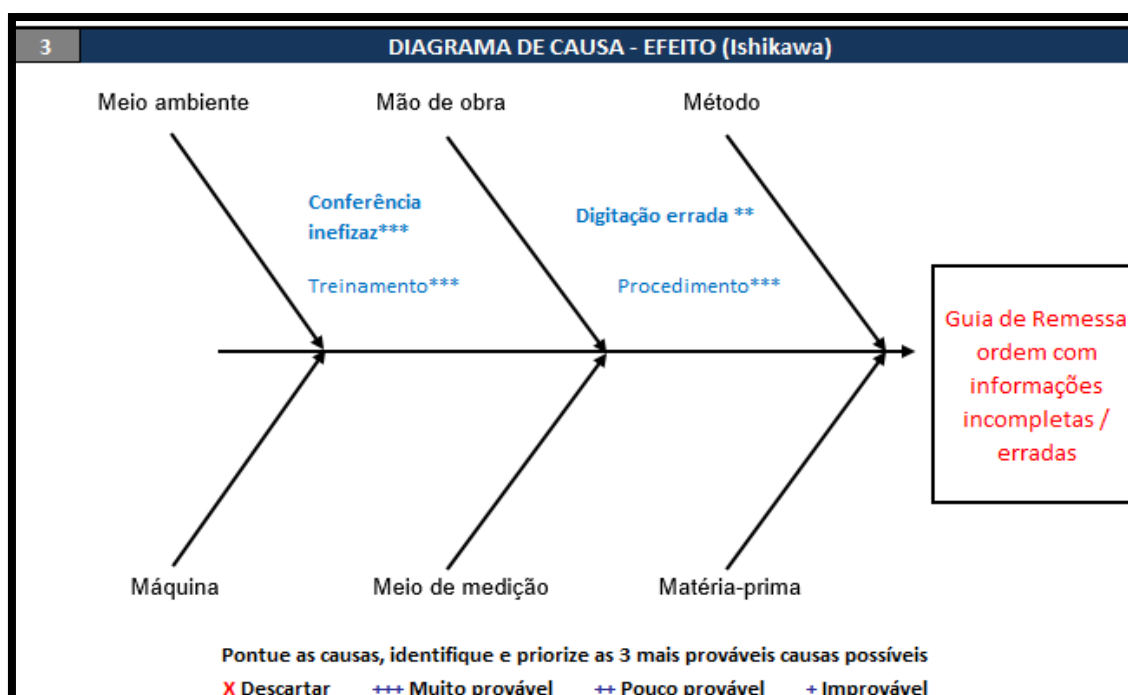 3 DIAGRAMA DE CAUSA - EFEITO (Ishikawa)
Meio ambiente Mão de obra Método
Conferência
inefizaz***
Digitação errada **
Treinamento***
Procedimento***
Guia de Remessa
ordem com
informações
incompletas /
erradas
Máquina Meio de medição Matéria-prima
Pontue as causas, identifique e priorize as 3 mais prováveis causas possíveis
X Descartar +++ Muito provável ++ Pouco provável + Improvável